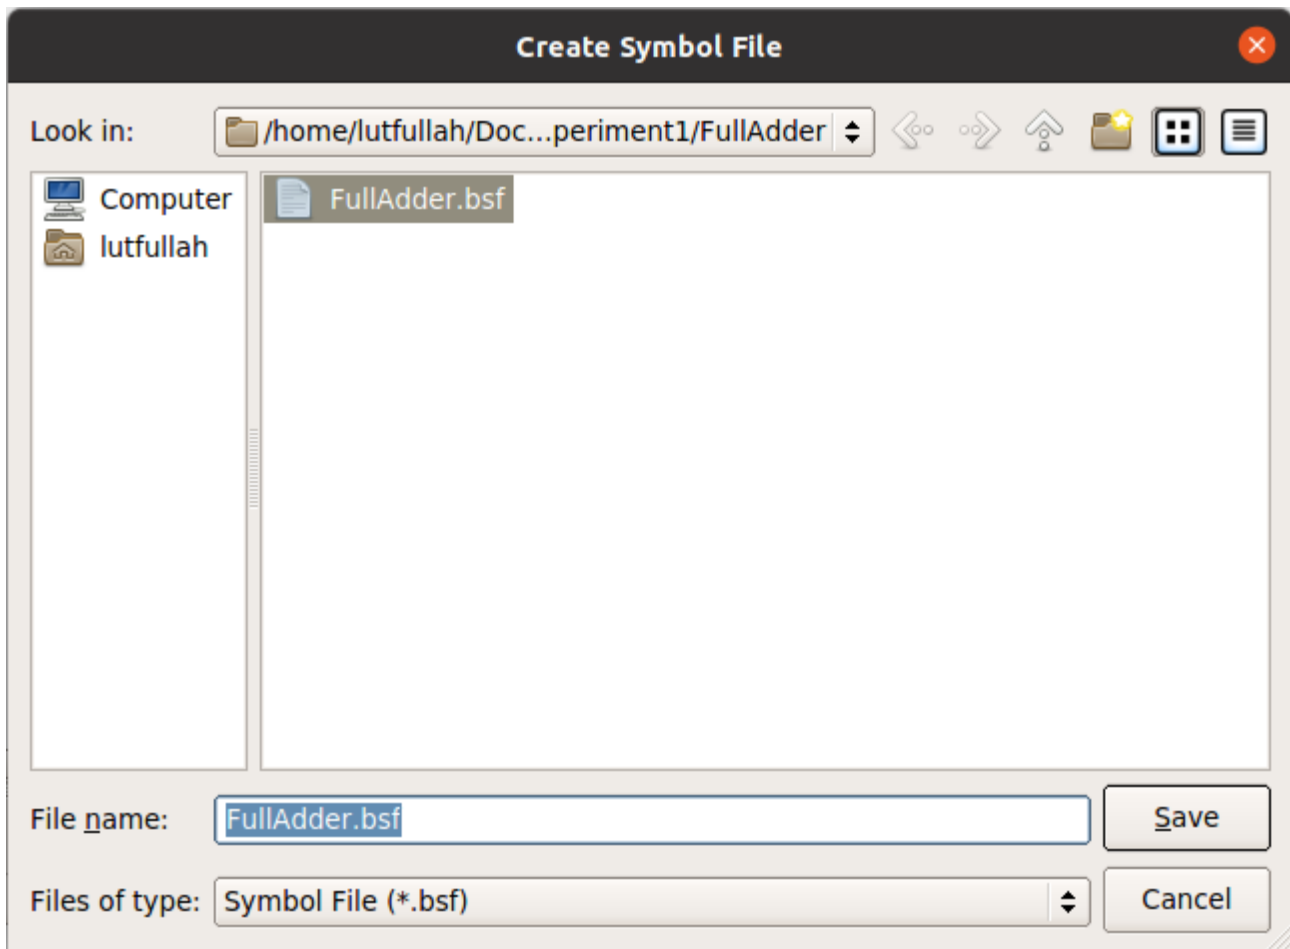 Create Symbol File
Look in: /home/lutfullah/Doc...periment1/FullAdder
Computer
lutfullah
FullAdder.bsf
File name: FullAdder.bsf Save
Files of type: Symbol File (*.bsf) Cancel